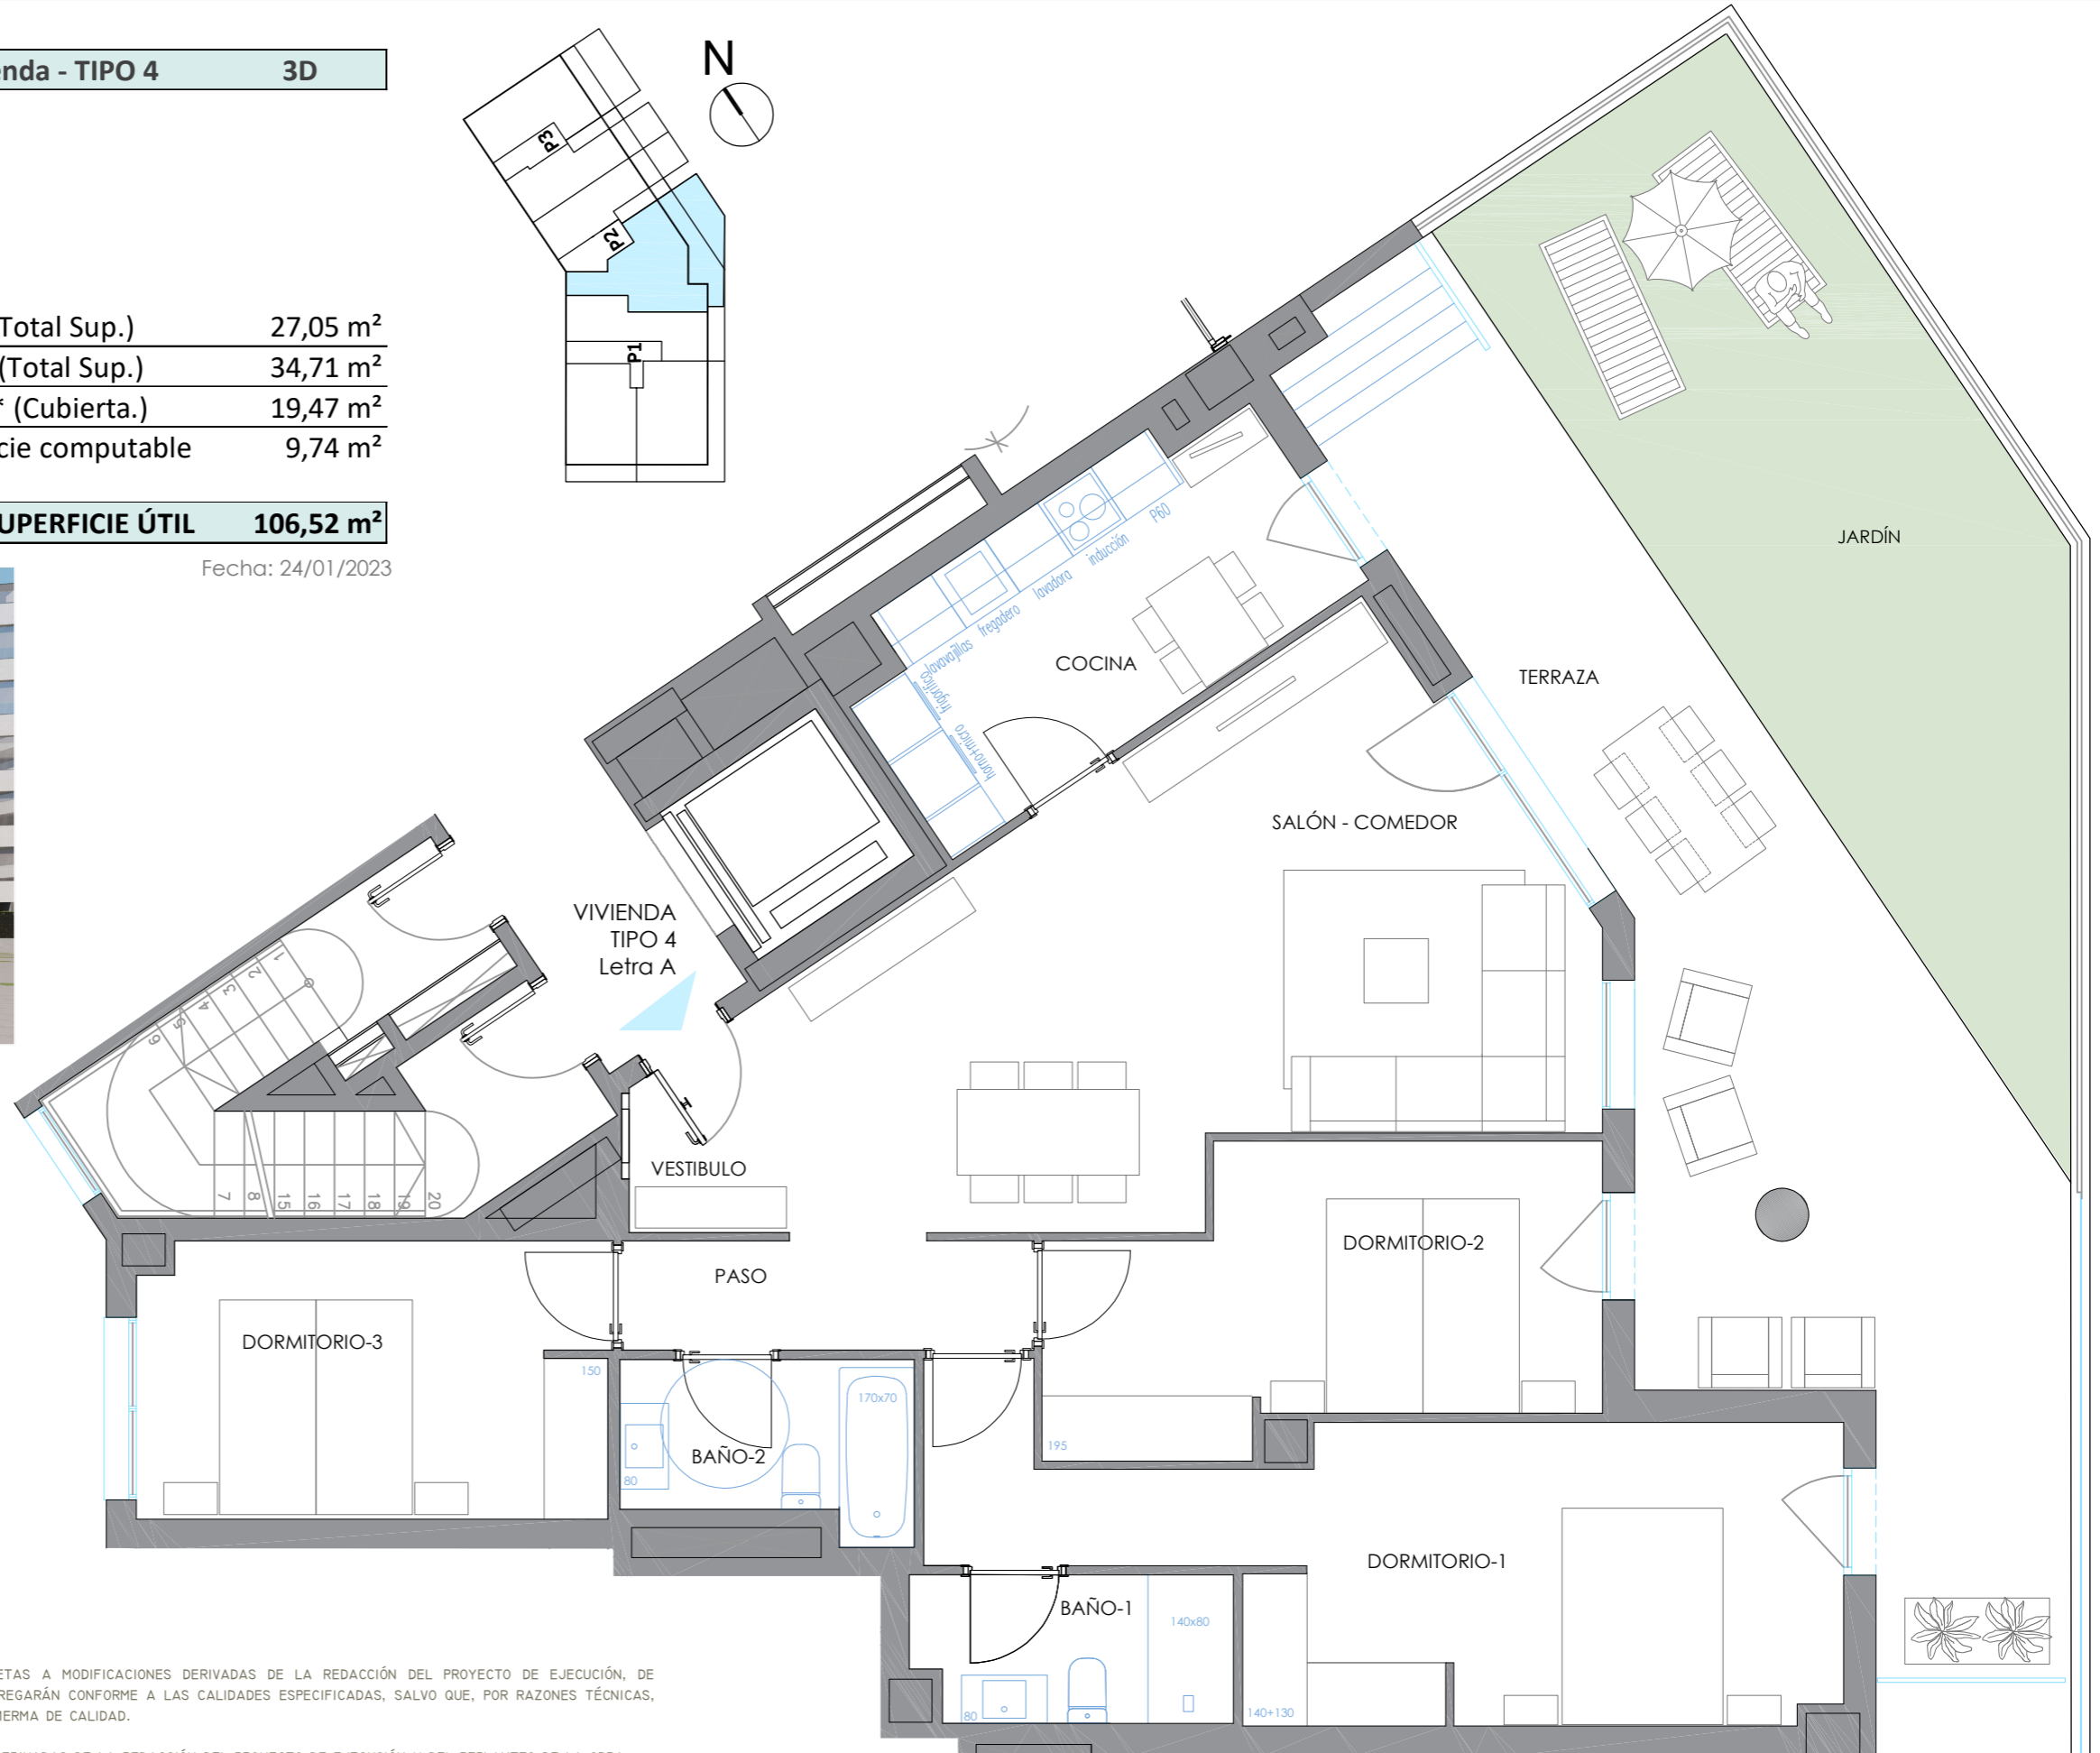 enda - TIPO 4 3D
N
P3
P2
P1
Total Sup.) 27,05 m²
(Total Sup.) 34,71 m²
* (Cubierta.) 19,47 m²
cie computable 9,74 m²
UPERFICIE ÚTIL 106,52 m²
Fecha: 24/01/2023
JARDÍN
P60
inducción
lavadora
fregadero
lavavajillas
frigorífico
horno+micro
COCINA
TERRAZA
SALÓN - COMEDOR
VIVIENDA
TIPO 4
Letra A
1
2
3
4
5
6
7 8 15 16 17 18 19 20
VESTIBULO
PASO
DORMITORIO-2
DORMITORIO-3
150
170x70
BAÑO-2
80
195
DORMITORIO-1
BAÑO-1
140x80
80
140+130
ETAS A MODIFICACIONES DERIVADAS DE LA REDACCIÓN DEL PROYECTO DE EJECUCIÓN, DE
REGARÁN CONFORME A LAS CALIDADES ESPECIFICADAS, SALVO QUE, POR RAZONES TÉCNICAS,
MERMA DE CALIDAD.